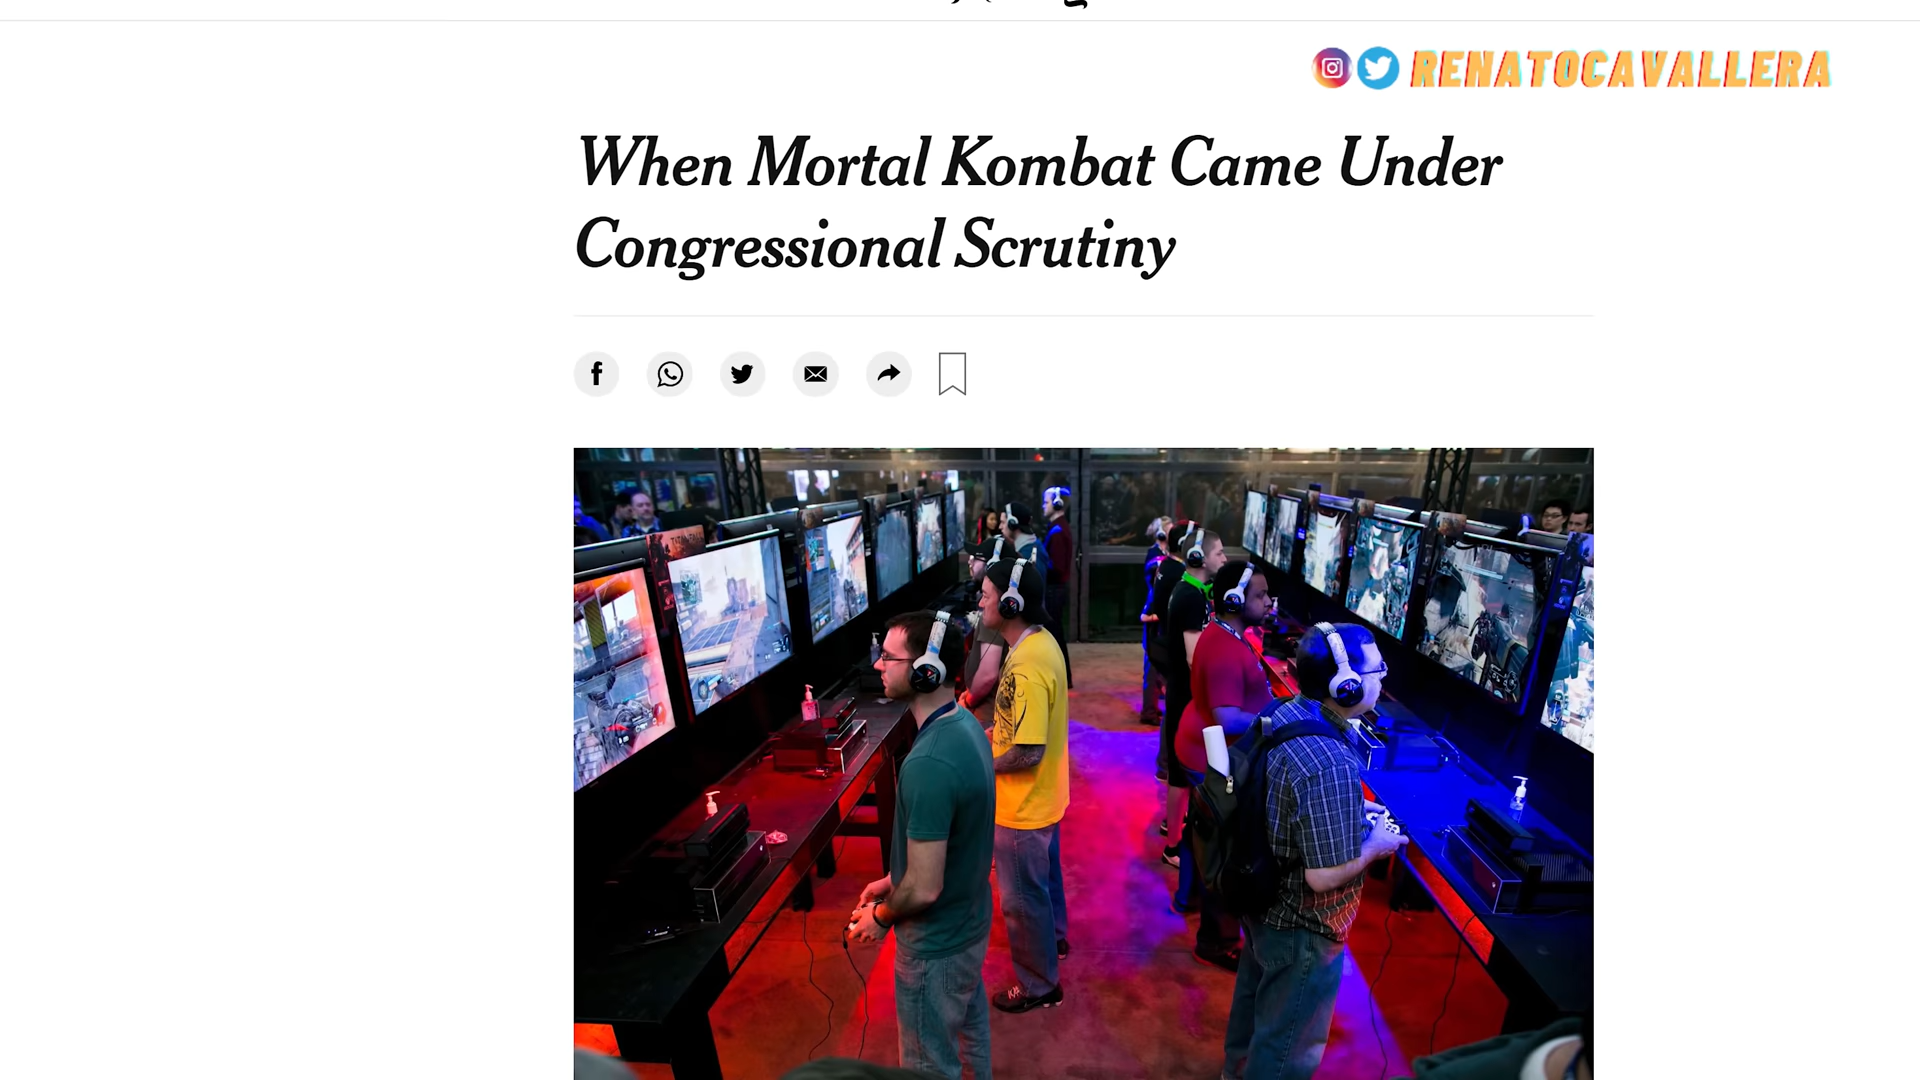 RENATOCAVALLERA
When Mortal Kombat Came Under
Congressional Scrutiny